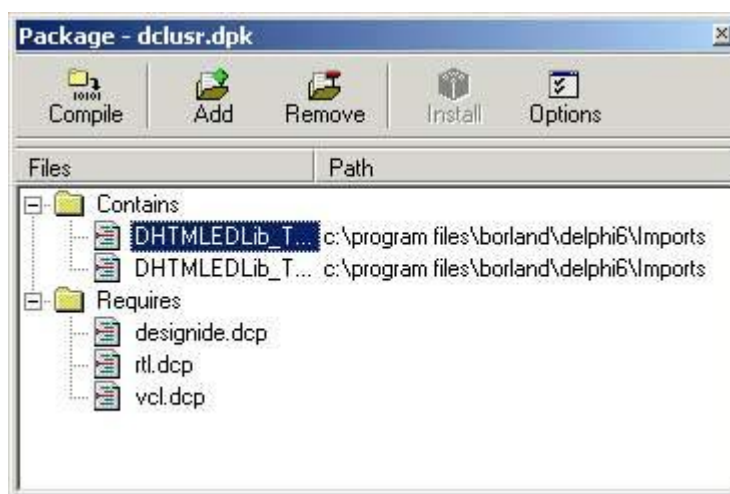 Package - dclusr.dpk
Compile Add Remove Install Options
Files Path
Contains
DHTMLEDLib_T... c:\program files\borland\delphi6\Imports
DHTMLEDLib_T... c:\program files\borland\delphi6\Imports
Requires
designide.dcp
rtl.dcp
vcl.dcp